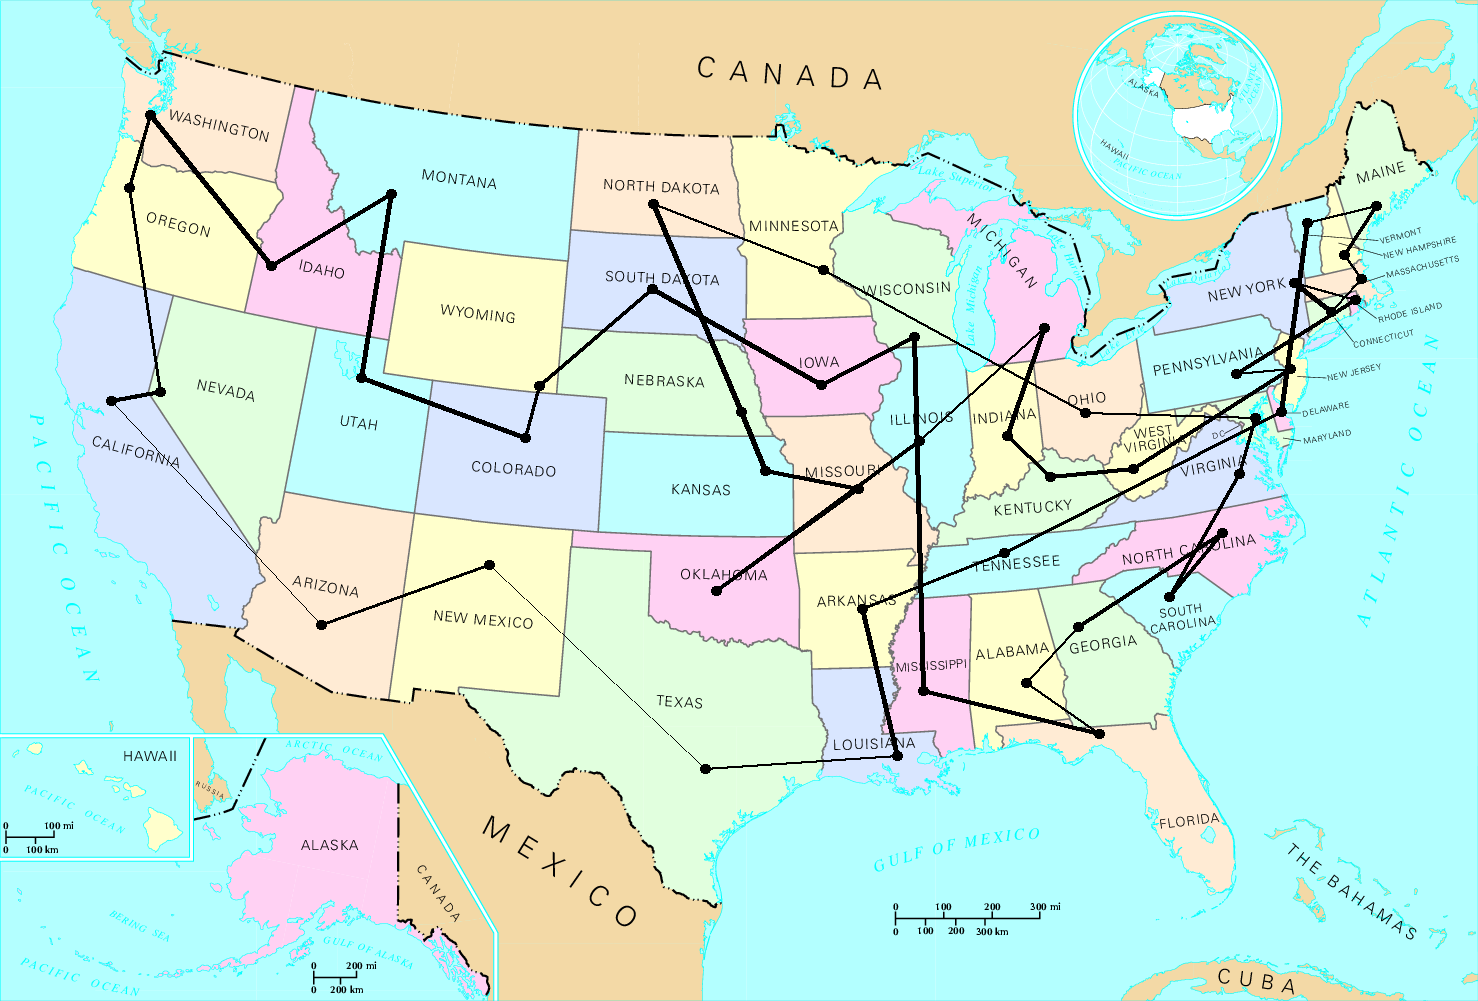 CANADA
ALASKA
HAWAII
PACIFIC OCEAN
ATLANTIC OCEAN
WASHINGTON
MONTANA
NORTH DAKOTA
MINNESOTA
Lake Superior
MICHIGAN
MAINE
OREGON
IDAHO
WYOMING
SOUTH DAKOTA
WISCONSIN
Lake Michigan
NEW YORK
VERMONT
NEW HAMPSHIRE
MASSACHUSETTS
RHODE ISLAND
CONNECTICUT
NEW JERSEY
DELAWARE
MARYLAND
DC
NEVADA
UTAH
COLORADO
NEBRASKA
IOWA
ILLINOIS
INDIANA
OHIO
PENNSYLVANIA
CALIFORNIA
KANSAS
MISSOURI
KENTUCKY
WEST
VIRGINIA
VIRGINIA
ARIZONA
NEW MEXICO
OKLAHOMA
ARKANSAS
TENNESSEE
NORTH CAROLINA
SOUTH
CAROLINA
TEXAS
LOUISIANA
MISSISSIPPI
ALABAMA
GEORGIA
FLORIDA
PACIFIC OCEAN
ATLANTIC OCEAN
GULF OF MEXICO
MEXICO
THE BAHAMAS
CUBA
0 100 200 300 mi
0 100 200 300 km
HAWAII
PACIFIC OCEAN
0 100 mi
0 100 km
RUSSIA
ARCTIC OCEAN
ALASKA
CANADA
BERING SEA
GULF OF ALASKA
PACIFIC OCEAN
0 200 mi
0 200 km